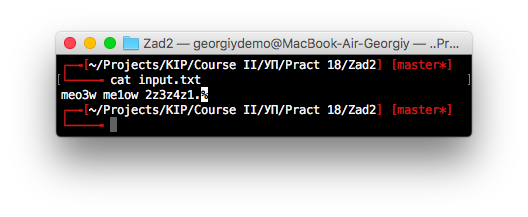 Zad2 — georgiydemo@MacBook-Air-Georgiy — ..Pr...
[~/Projects/KIP/Course II/УП/Pract 18/Zad2] [master*]
cat input.txt
meo3w me1ow 2z3z4z1.%
[~/Projects/KIP/Course II/УП/Pract 18/Zad2] [master*]